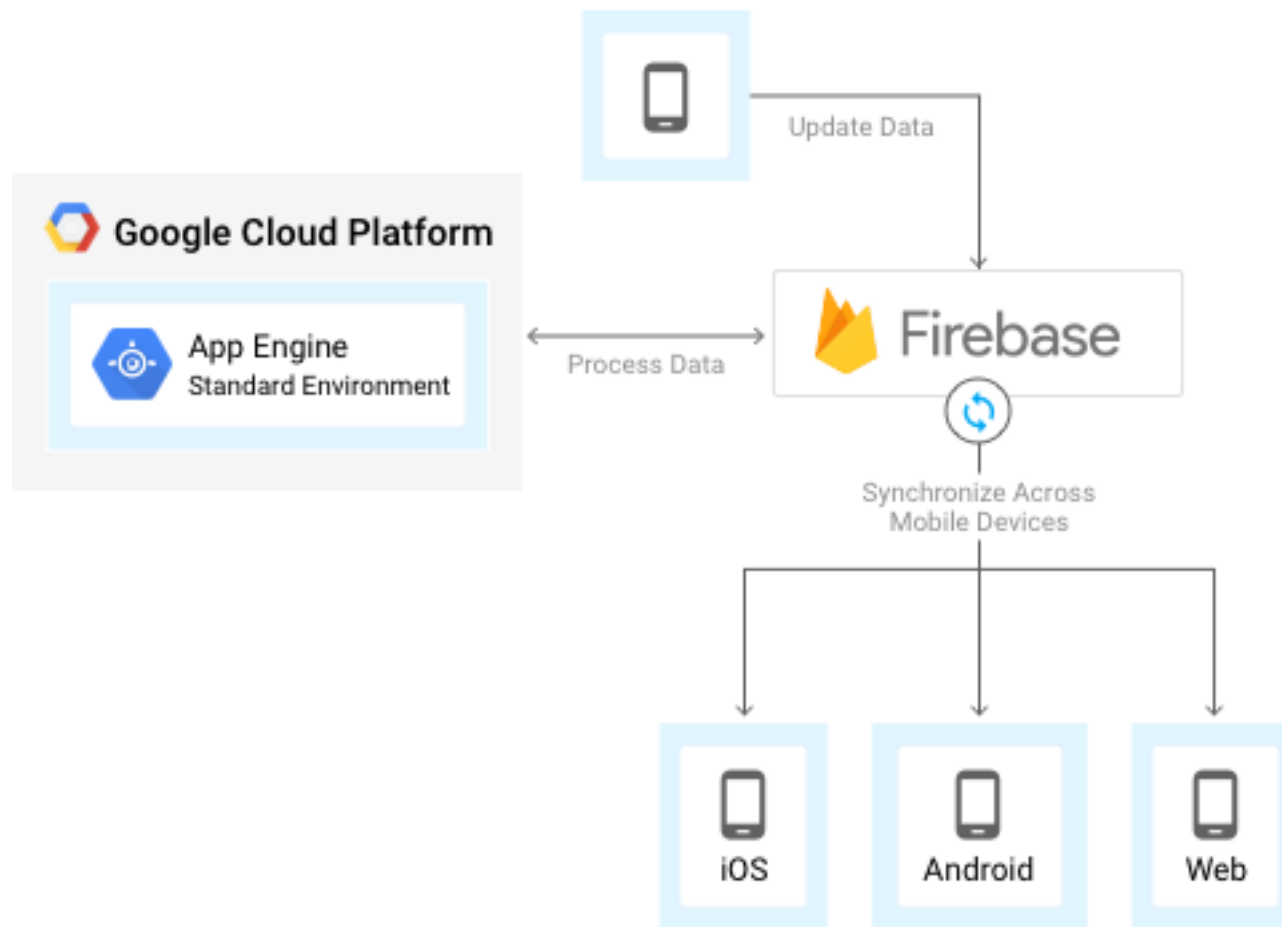 Update Data
Google Cloud Platform
App Engine
Standard Environment
Process Data
Firebase
Synchronize Across
Mobile Devices
iOS
Android
Web